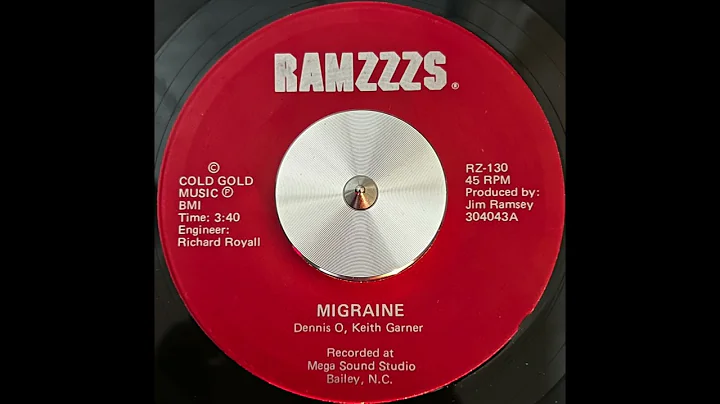 RAMZZZS®
©
COLD GOLD
MUSIC ℗
BMI
Time: 3:40
Engineer:
Richard Royall
RZ-130
45 RPM
Produced by:
Jim Ramsey
304043A
MIGRAINE
Dennis O, Keith Garner
Recorded at
Mega Sound Studio
Bailey, N.C.